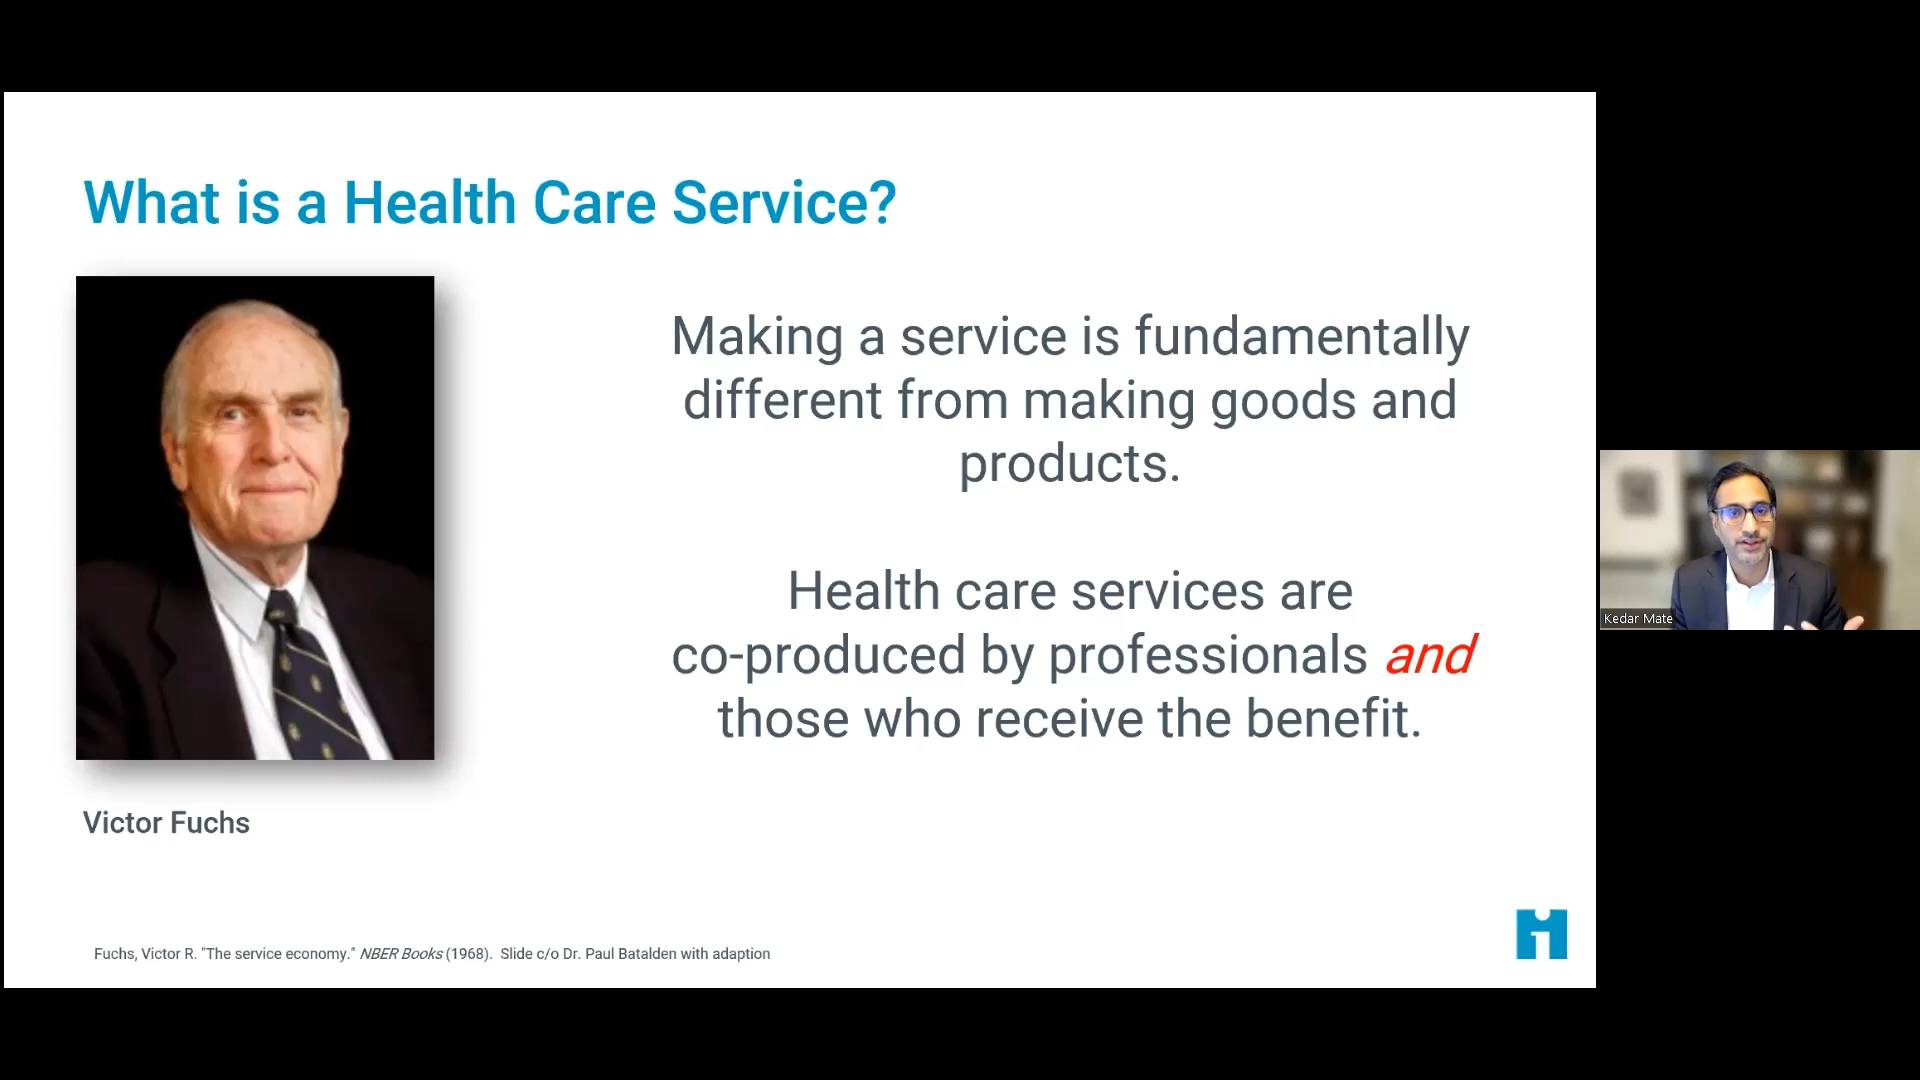 What is a Health Care Service?
Making a service is fundamentally
different from making goods and
products.
Health care services are
co-produced by professionals and
those who receive the benefit.
Victor Fuchs
Fuchs, Victor R. "The service economy." NBER Books (1968). Slide c/o Dr. Paul Batalden with adaption
Kedar Mate